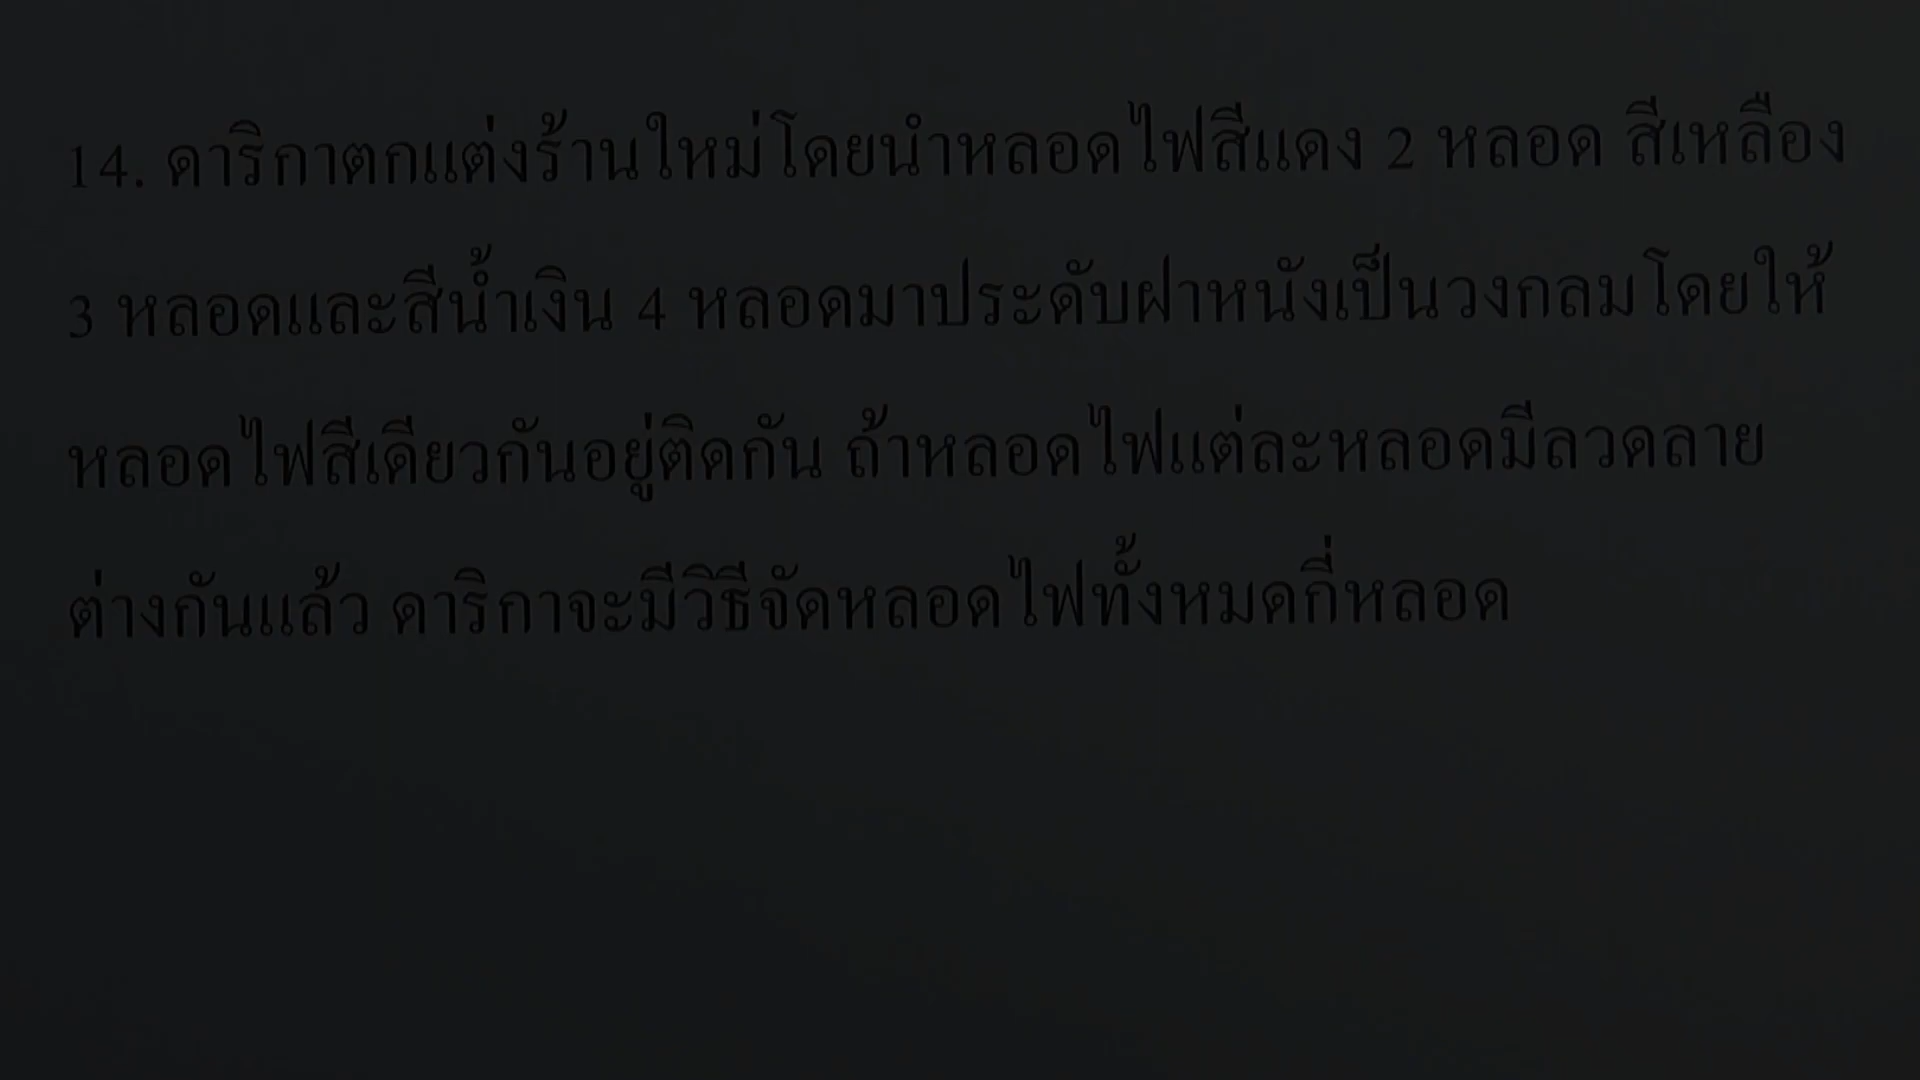 14. ดาริกาตกแต่งร้านใหม่โดยนำหลอดไฟสีแดง 2 หลอด สีเหลือง
3 หลอดและสีน้ำเงิน 4 หลอดมาประดับฝาหนังเป็นวงกลมโดยให้
หลอดไฟสีเดียวกันอยู่ติดกัน ถ้าหลอดไฟแต่ละหลอดมีลวดลาย
ต่างกันแล้ว ดาริกาจะมีวิธีจัดหลอดไฟทั้งหมดกี่หลอด